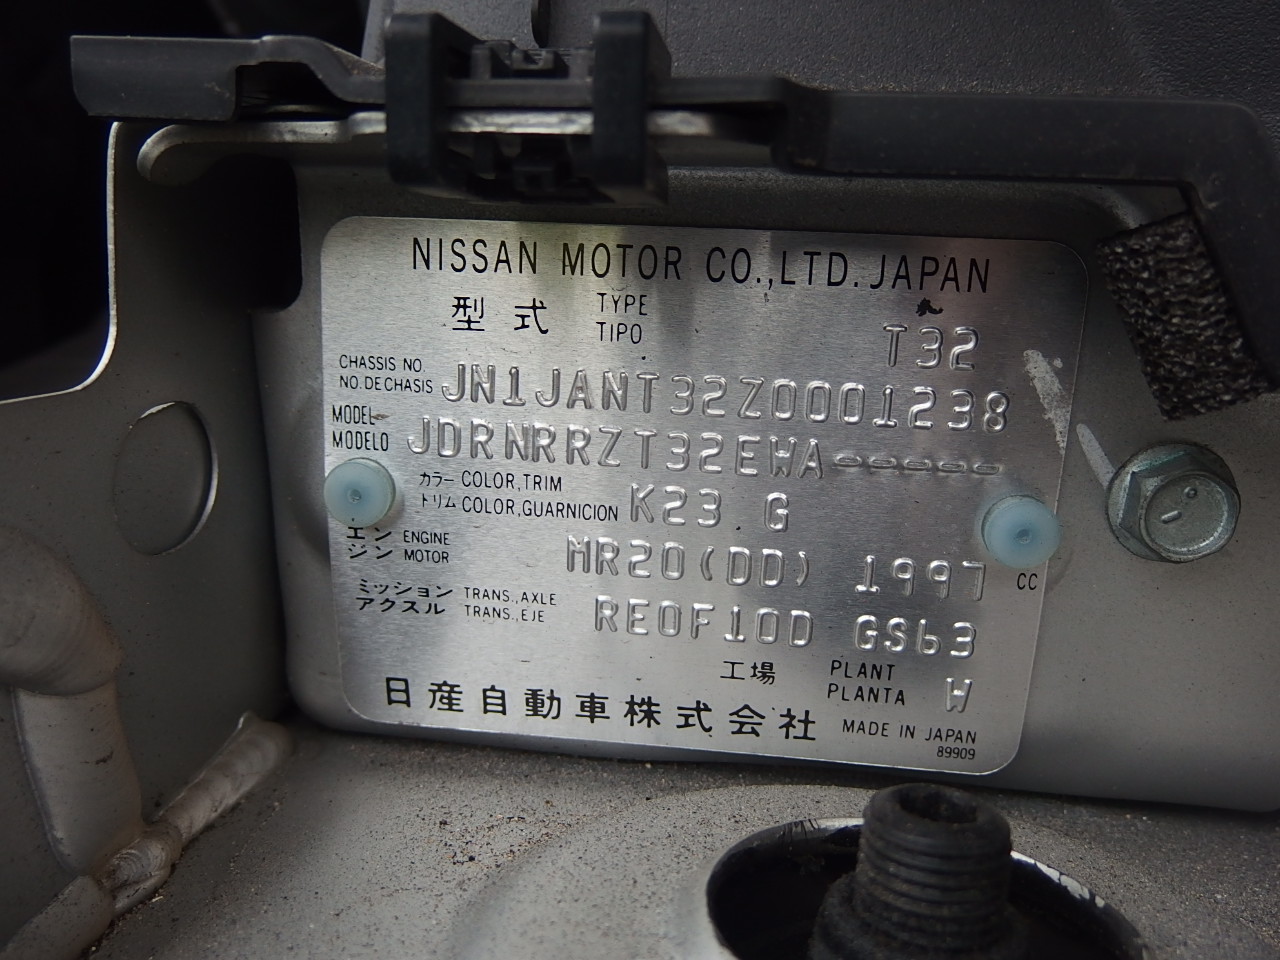 NISSAN MOTOR CO.,LTD.JAPAN
型式 TYPE TIPO T32
CHASSIS NO. NO.DE CHASIS JN1JANT32Z0001238
MODEL MODELO JDRNRRZT32EWA-----
カラー COLOR,TRIM トリム COLOR,GUARNICION K23 G
エンジン ENGINE MOTOR MR20(DD) 1997 CC
ミッション TRANS.,AXLE アクスル TRANS.,EJE RE0F10D GS63
工場 PLANT PLANTA W
日産自動車株式会社 MADE IN JAPAN
89909